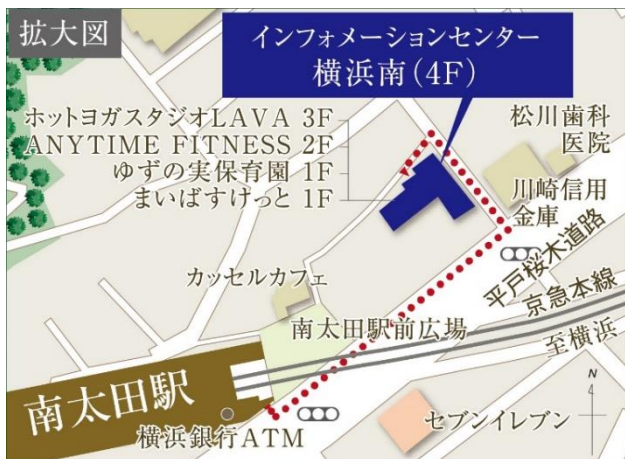 拡大図
インフォメーションセンター
横浜南(4F)
ホットヨガスタジオLAVA 3F
ANYTIME FITNESS 2F
ゆずの実保育園 1F
まいばすけっと 1F
松川歯科
医院
川崎信用
金庫
平戸桜木道路
京急本線
至横浜
カッセルカフェ
南太田駅前広場
南太田駅
横浜銀行ATM
セブンイレブン
N